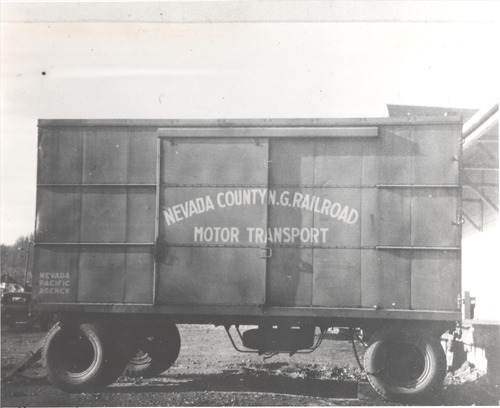 NEVADA COUNTY N.G. RAILROAD
MOTOR TRANSPORT
NEVADA
PACIFIC
AGENCY